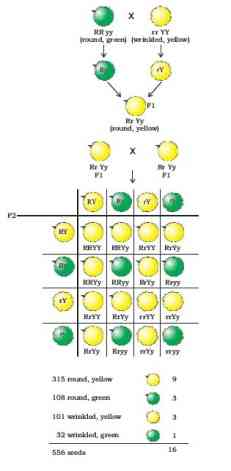 X
RR yy rr YY
(round, green) (wrinkled, yellow)
rY
F1
Rr Yy
(round, yellow)
X
Rr Yy Rr Yy
F1 F1
RY rY
F2
RY
RRYY RRYy RrYY RrYy
RRYy RRyy RrYy Rryy
rY
RrYY RrYy rrYY rrYy
RrYy Rryy rrYy rryy
315 round, yellow 9
108 round, green 3
101 wrinkled, yellow 3
32 wrinkled, green 1
556 seeds 16